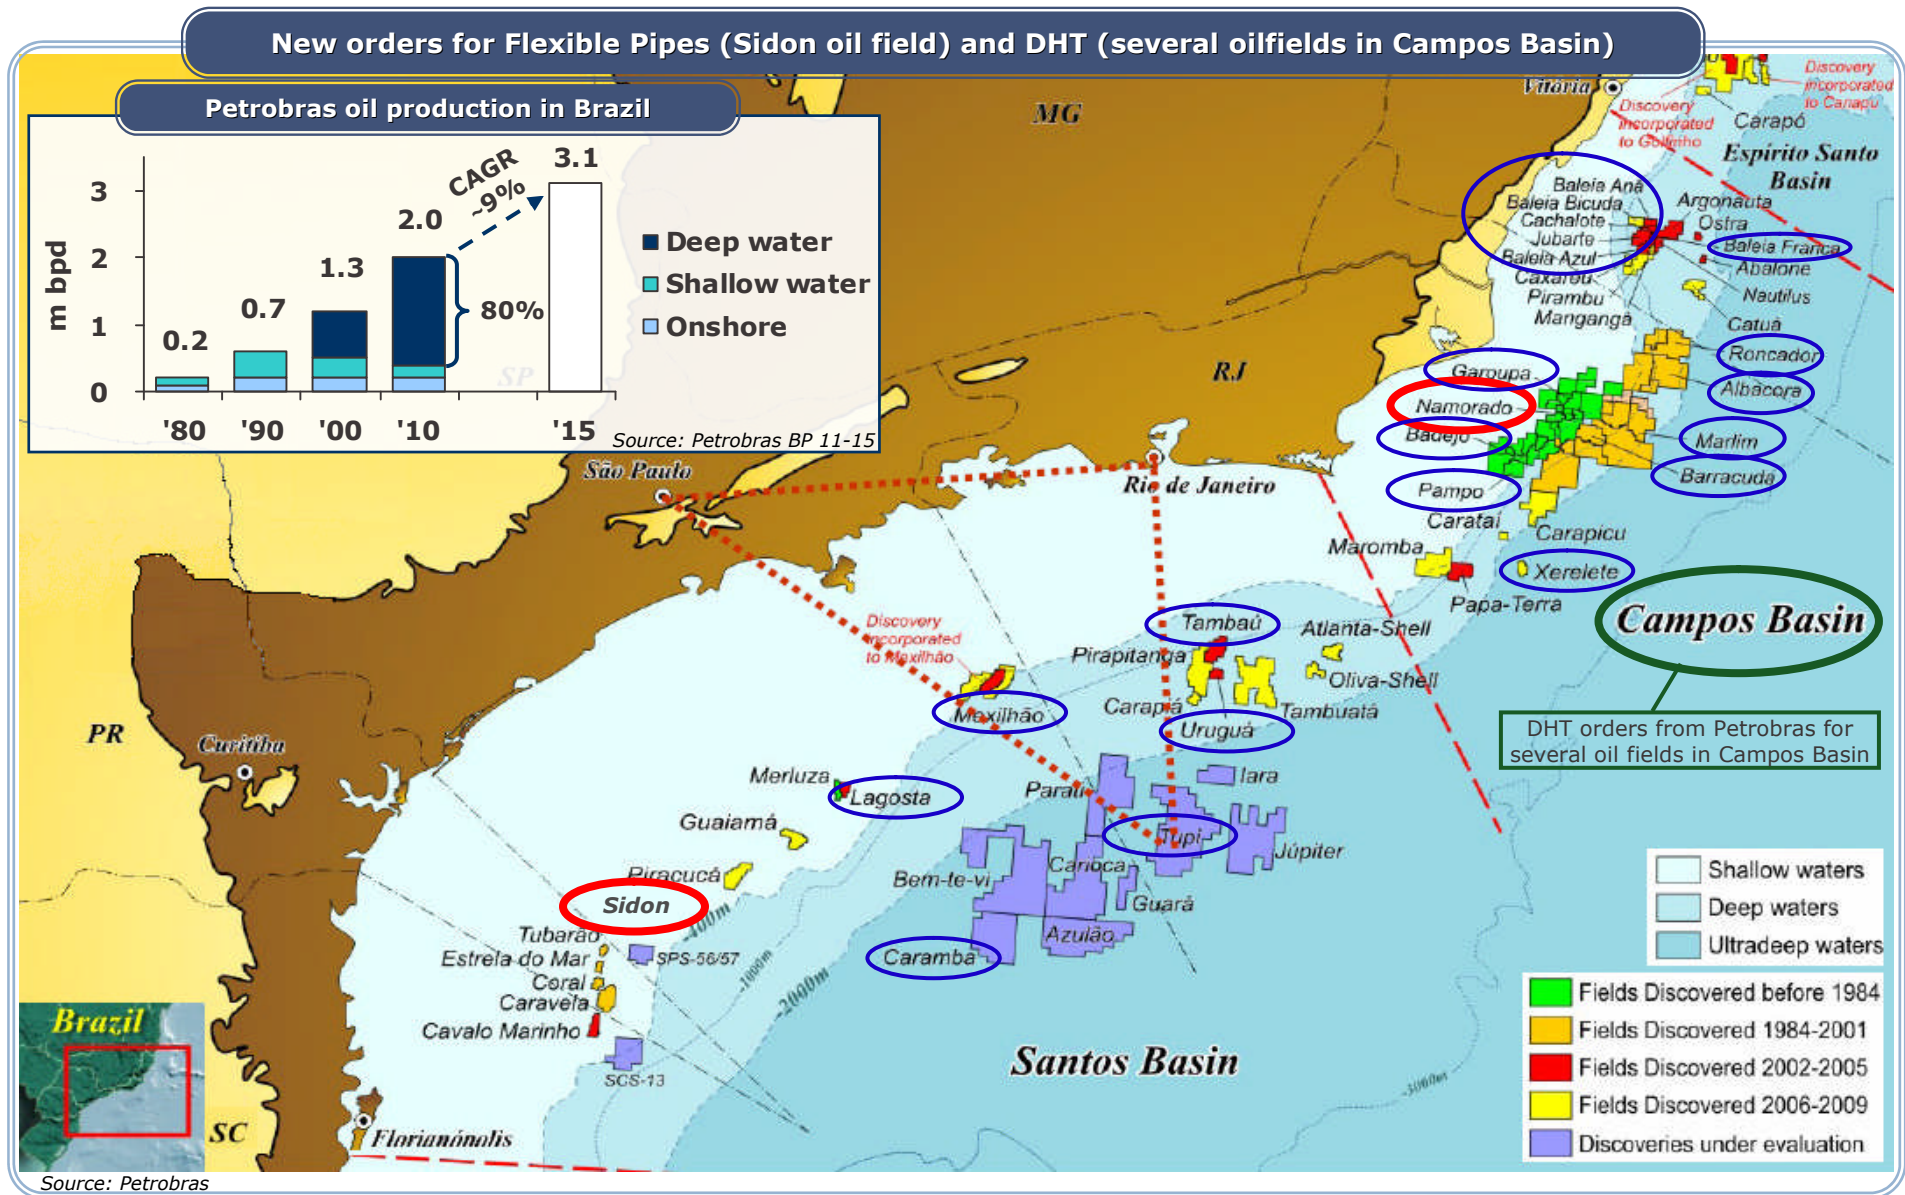 New orders for Flexible Pipes (Sidon oil field) and DHT (several oilfields in Campos Basin)
Petrobras oil production in Brazil
m bpd
3
2
1
0
0.2
0.7
1.3
2.0
3.1
CAGR
~9%
80%
'80
'90
'00
'10
'15
Deep water
Shallow water
Onshore
Source: Petrobras BP 11-15
SP
MG
RJ
PR
SC
Vitória
São Paulo
Rio de Janeiro
Curitiba
Florianópolis
Discovery
incorporated
to Canapu
Discovery
incorporated
to Golfinho
Carapó
Espírito Santo
Basin
Baleia Anã
Baleia Bicuda
Cachalote
Jubarte
Baleia Azul
Caxaréu
Pirambu
Mangangá
Argonauta
Ostra
Baleia Franca
Abalone
Nautilus
Catuá
Roncador
Albacora
Marlim
Barracuda
Garoupa
Namorado
Badejo
Pampo
Carataí
Carapicu
Maromba
Xerelete
Papa-Terra
Campos Basin
DHT orders from Petrobras for
several oil fields in Campos Basin
Discovery
incorporated
to Mexilhão
Mexilhão
Tambaú
Pirapitanga
Atlanta-Shell
Oliva-Shell
Carapiá
Tambuatá
Uruguá
Merluza
Lagosta
Parati
Iara
Tupi
Júpiter
Guaiamá
Piracucá
Sidon
Bem-te-vi
Carioca
Guará
Azulão
Caramba
Tubarão
Estrela do Mar
Coral
Caravela
Cavalo Marinho
SPS-56/57
SCS-13
-400m
-1000m
-2000m
-3000m
Santos Basin
Brazil
Shallow waters
Deep waters
Ultradeep waters
Fields Discovered before 1984
Fields Discovered 1984-2001
Fields Discovered 2002-2005
Fields Discovered 2006-2009
Discoveries under evaluation
Source: Petrobras